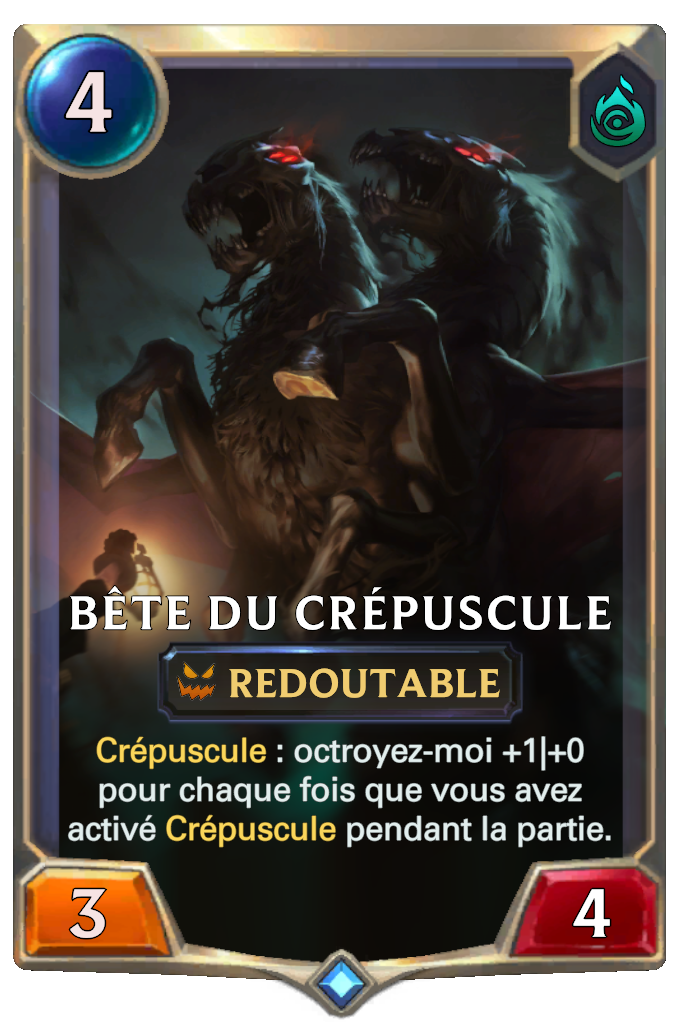 4
BÊTE DU CRÉPUSCULE
REDOUTABLE
Crépuscule : octroyez-moi +1|+0
pour chaque fois que vous avez
activé Crépuscule pendant la partie.
3
4